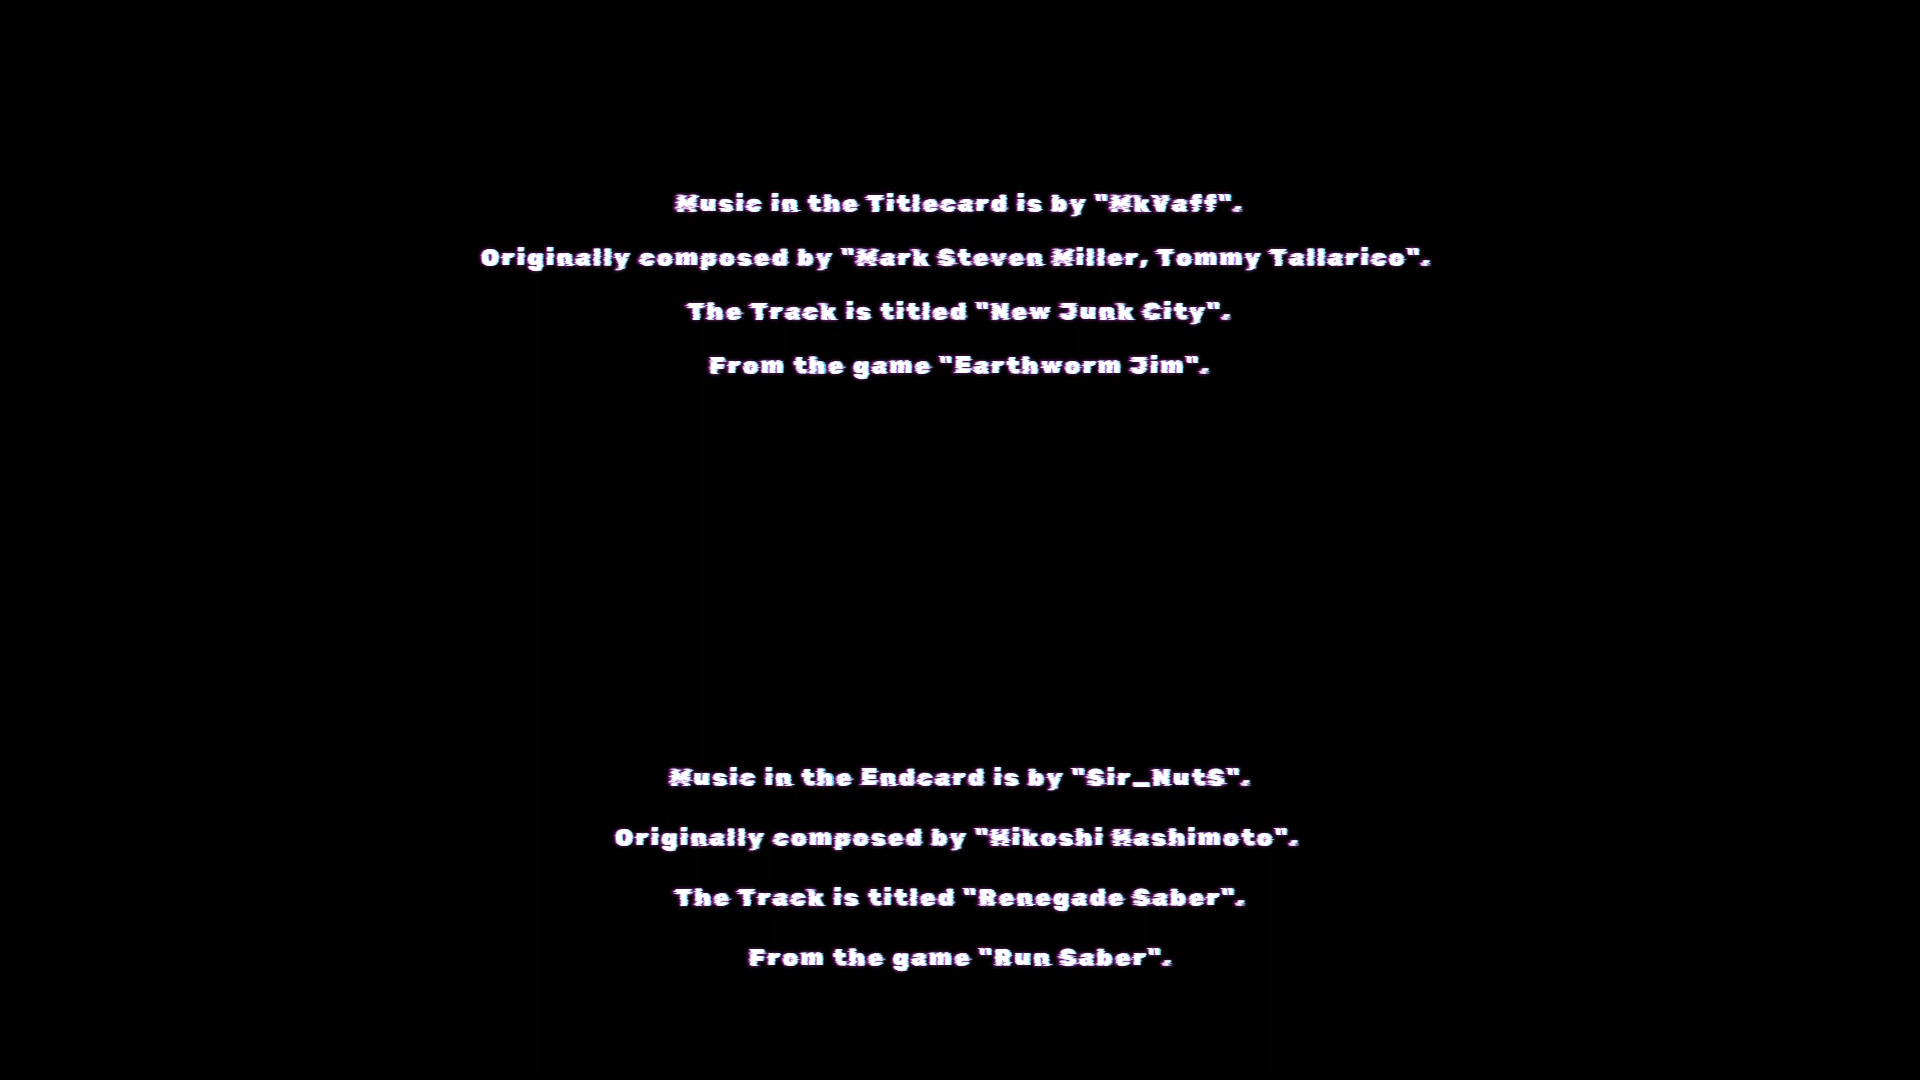 Music in the Titlecard is by "MkVaff".
Originally composed by "Mark Steven Miller, Tommy Tallarico".
The Track is titled "New Junk City".
From the game "Earthworm Jim".
Music in the Endcard is by "Sir_NutS".
Originally composed by "Hikoshi Hashimoto".
The Track is titled "Renegade Saber".
From the game "Run Saber".